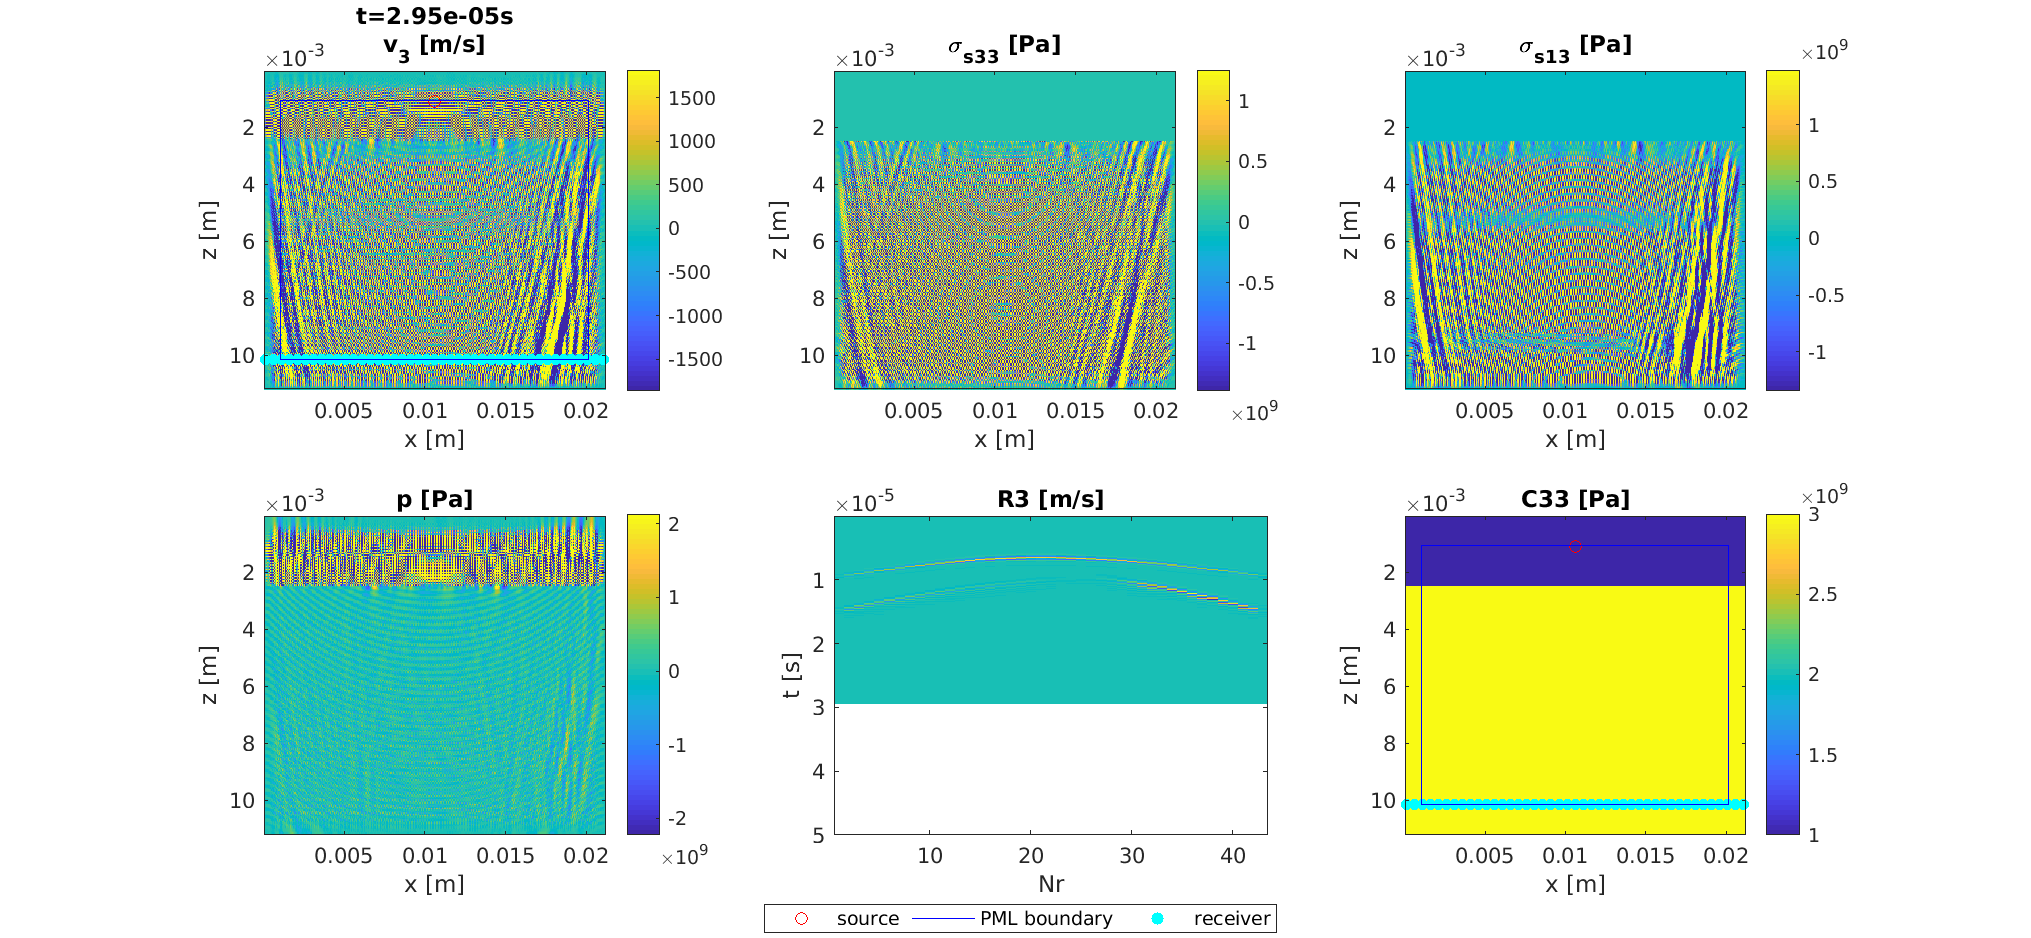 t=2.95e-05s
v3 [m/s]
×10-3
2
4
6
8
10
z [m]
0.005 0.01 0.015 0.02
x [m]
1500
1000
500
0
-500
-1000
-1500
σs33 [Pa]
×10-3
2
4
6
8
10
z [m]
0.005 0.01 0.015 0.02
x [m]
1
0.5
0
-0.5
-1
×109
σs13 [Pa]
×10-3
2
4
6
8
10
z [m]
0.005 0.01 0.015 0.02
x [m]
×109
1
0.5
0
-0.5
-1
p [Pa]
×10-3
2
4
6
8
10
z [m]
0.005 0.01 0.015 0.02
x [m]
2
1
0
-1
-2
×109
R3 [m/s]
×10-5
1
2
3
4
5
t [s]
10 20 30 40
Nr
C33 [Pa]
×10-3
2
4
6
8
10
z [m]
0.005 0.01 0.015 0.02
x [m]
×109
3
2.5
2
1.5
1
source PML boundary receiver